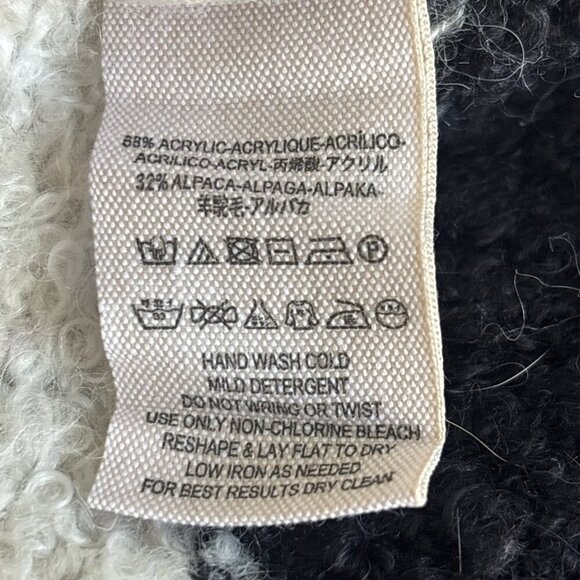 68% ACRYLIC-ACRYLIQUE-ACRÍLICO-
ACRILICO-ACRYL-丙烯酸-アクリル
32% ALPACA-ALPAGA-ALPAKA-
羊駝毛-アルパカ
P
HAND WASH COLD
MILD DETERGENT
DO NOT WRING OR TWIST
USE ONLY NON-CHLORINE BLEACH
RESHAPE & LAY FLAT TO DRY
LOW IRON AS NEEDED
FOR BEST RESULTS DRY CLEAN